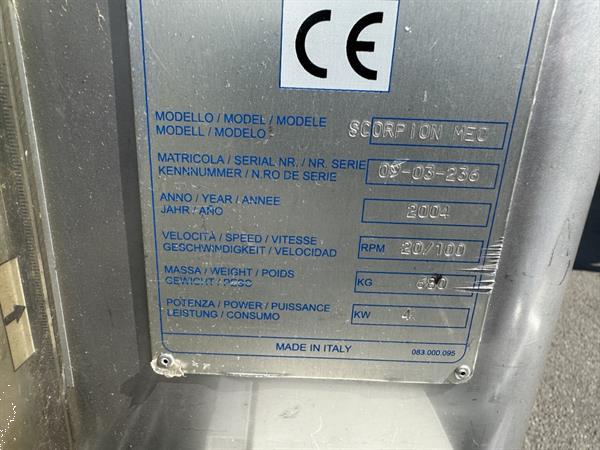 CE
MODELLO / MODEL / MODELE
MODELL / MODELO SCORPION MEC
MATRICOLA / SERIAL NR. / NR. SERIE
KENNNUMMER / N.RO DE SERIE 09-03-236
ANNO / YEAR / ANNEE
JAHR / AÑO 2004
VELOCITÀ / SPEED / VITESSE
GESCHWINDIGKEIT / VELOCIDAD RPM 20/100
MASSA / WEIGHT / POIDS
GEWICHT / PESO KG 680
POTENZA / POWER / PUISSANCE
LEISTUNG / CONSUMO KW 4
MADE IN ITALY 083.000.095